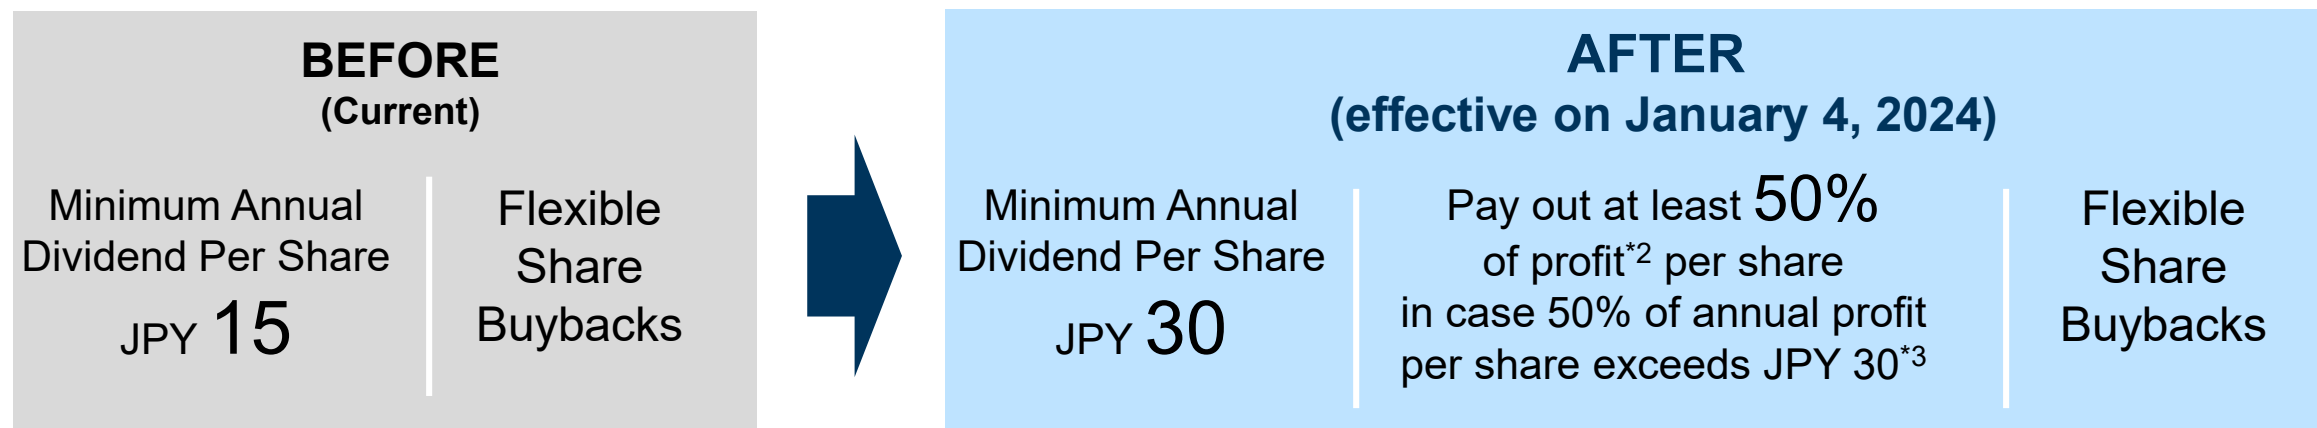 BEFORE
(Current)
Minimum Annual
Dividend Per Share
JPY 15
Flexible
Share
Buybacks
AFTER
(effective on January 4, 2024)
Minimum Annual
Dividend Per Share
JPY 30
Pay out at least 50%
of profit*2 per share
in case 50% of annual profit
per share exceeds JPY 30*3
Flexible
Share
Buybacks